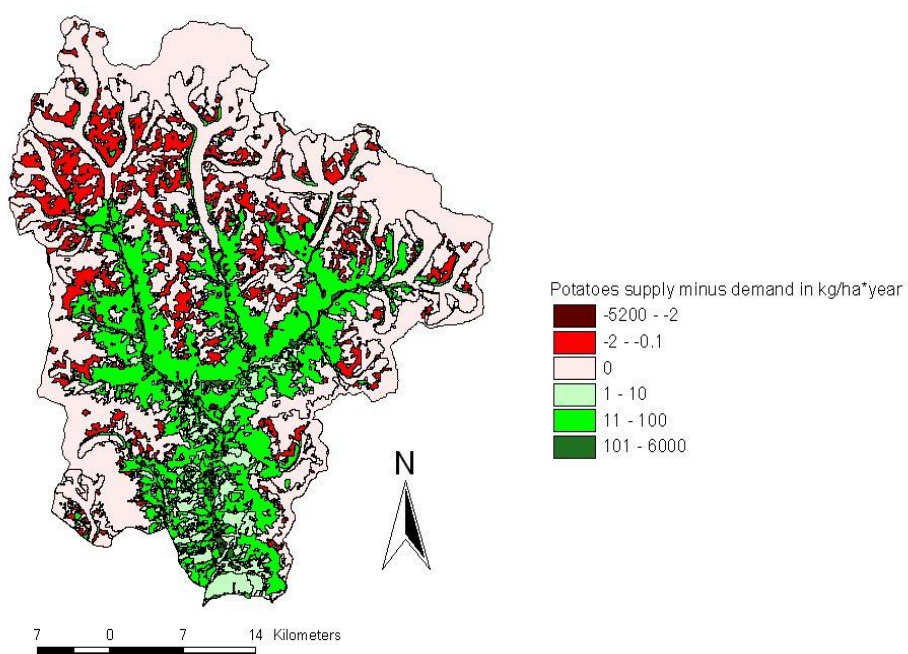 Potatoes supply minus demand in kg/ha*year
-5200 - -2
-2 - -0.1
0
1 - 10
11 - 100
101 - 6000
N
7 0 7 14 Kilometers